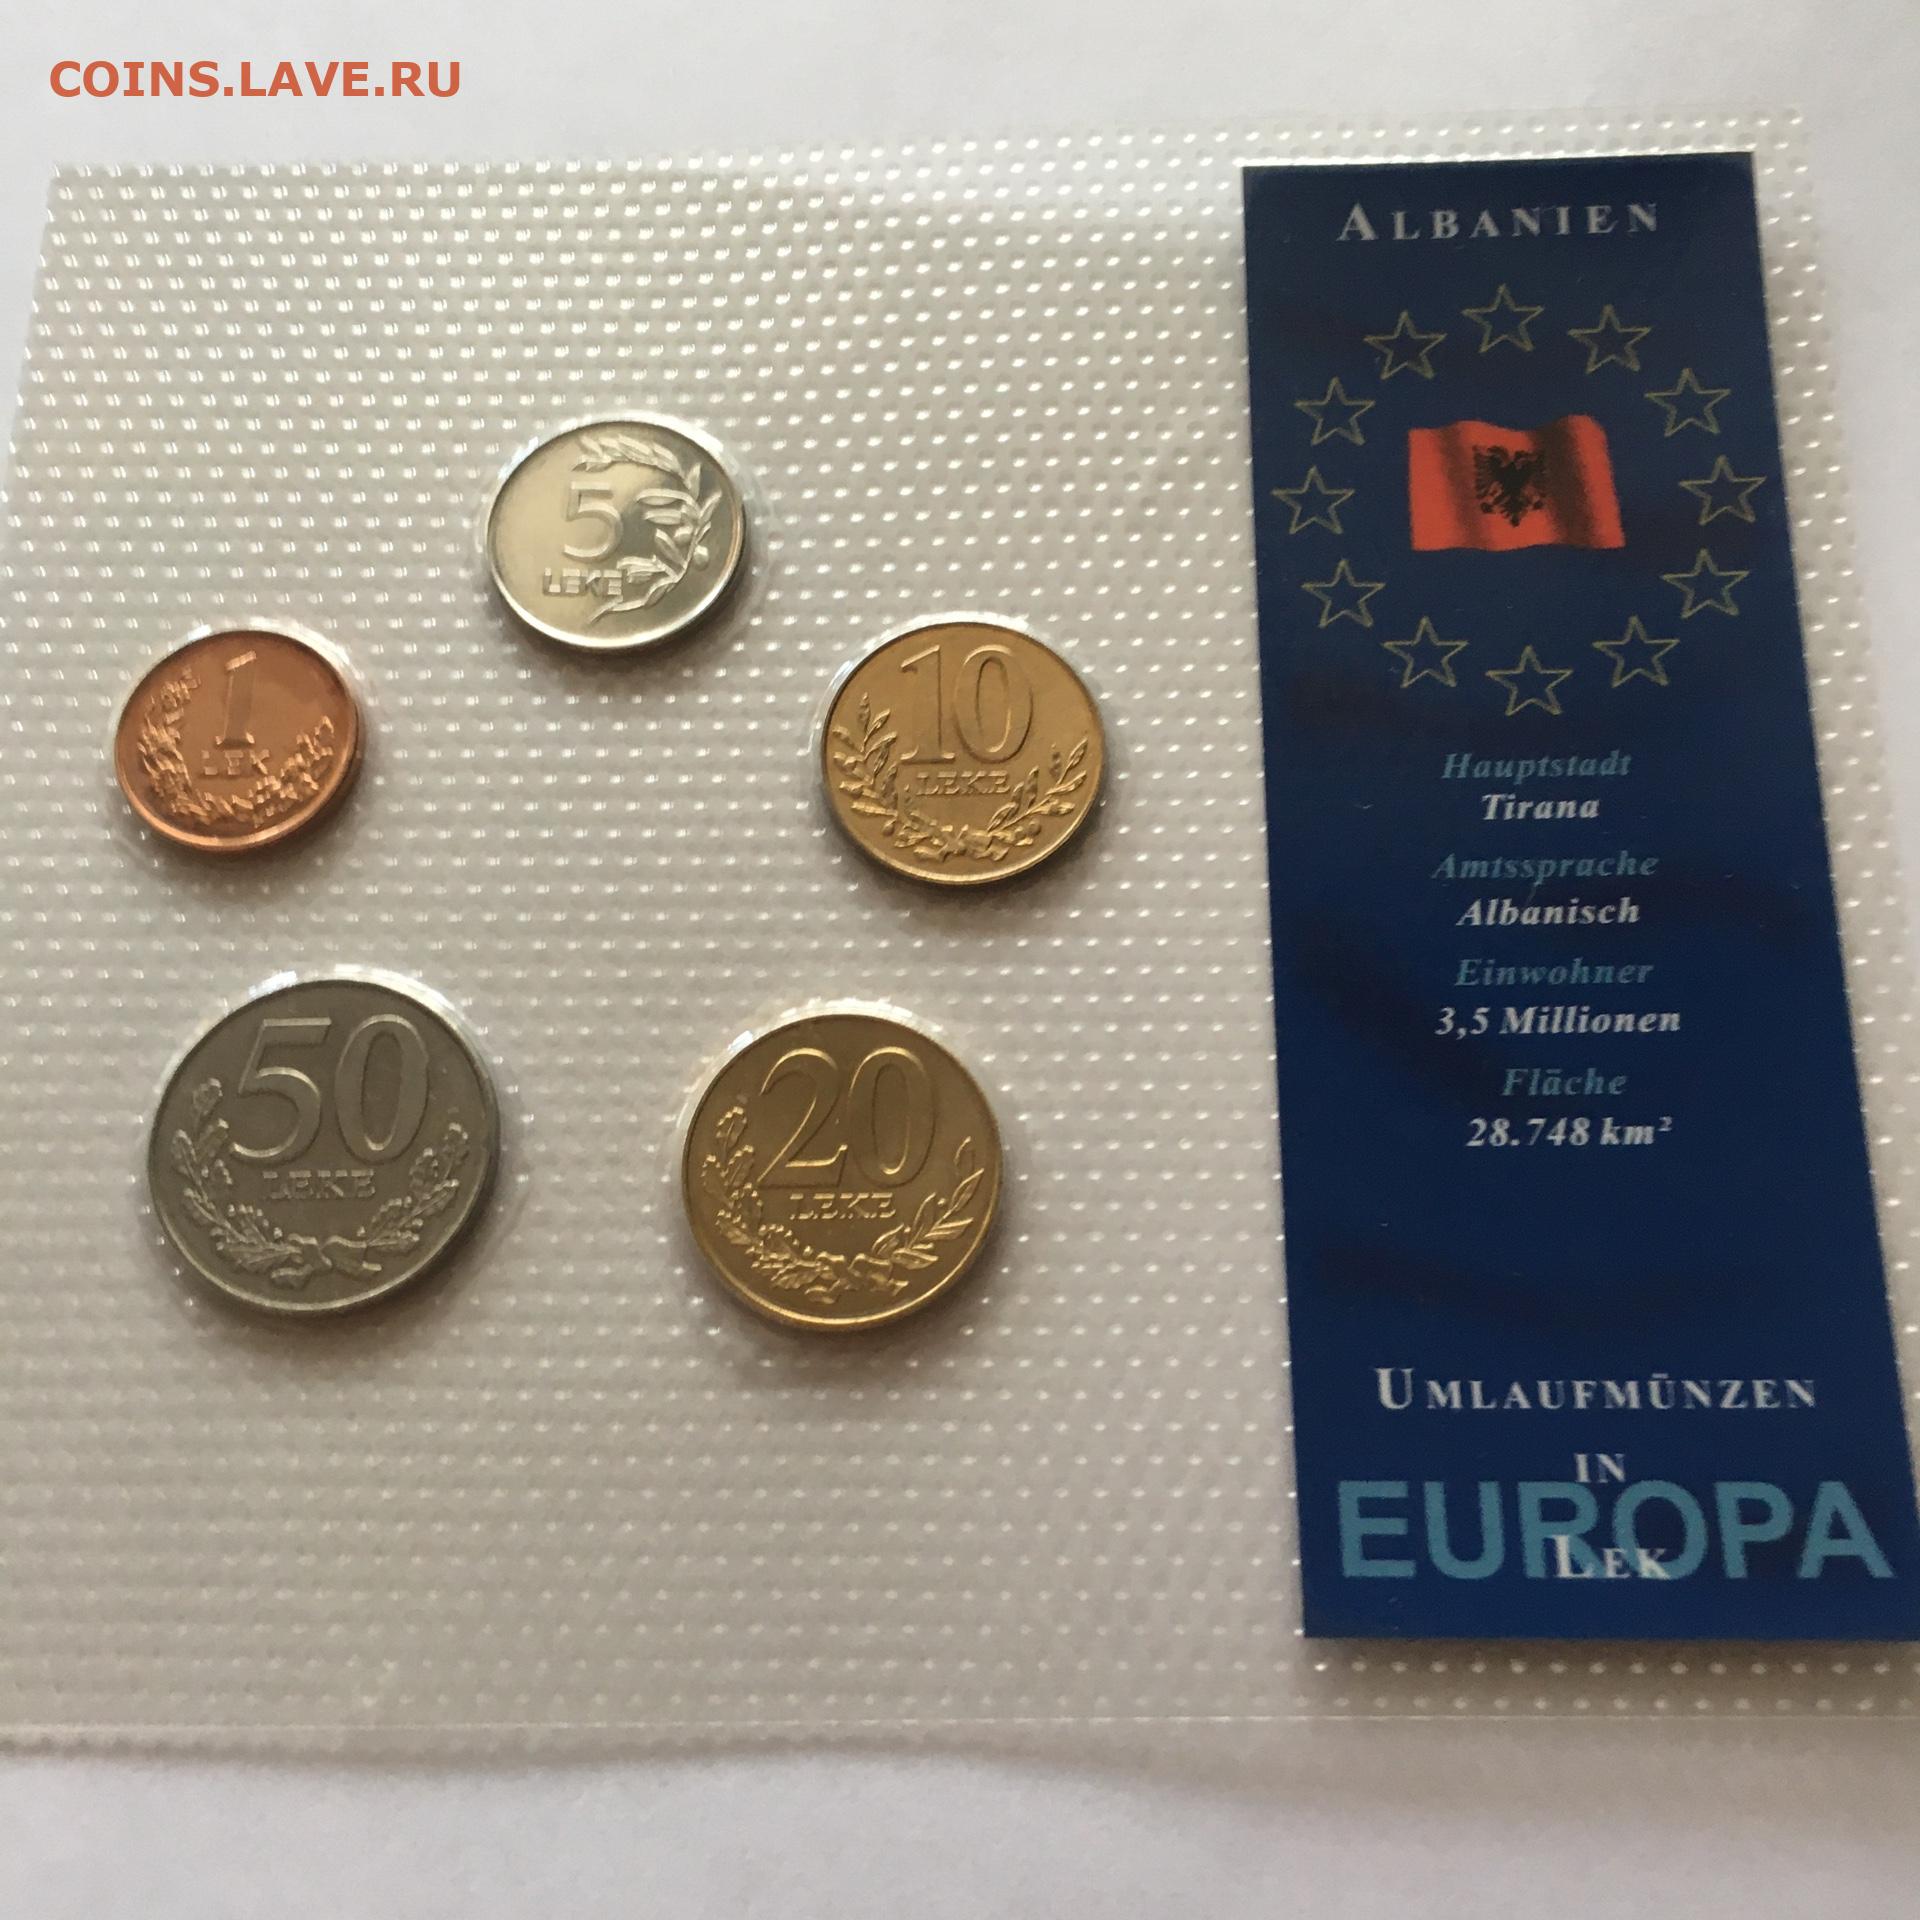 COINS.LAVE.RU
ALBANIEN
5
LEKE
1
LEK
10
LEKE
50
LEKE
20
LEKE
Hauptstadt
Tirana
Amtssprache
Albanisch
Einwohner
3,5 Millionen
Fläche
28.748 km²
UMLAUFMÜNZEN
IN
EUROPA
LEK